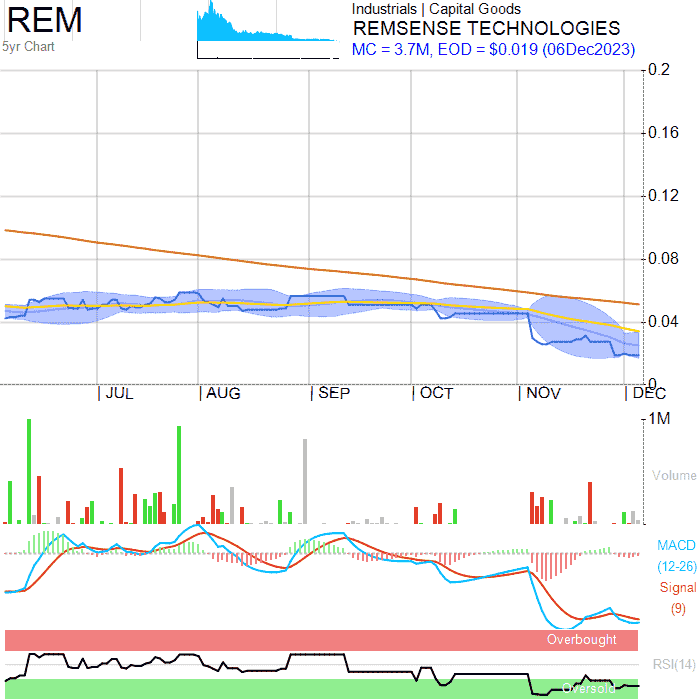 REM
5yr Chart
Industrials | Capital Goods
REMSENSE TECHNOLOGIES
MC = 3.7M, EOD = $0.019 (06Dec2023)
0.2
0.16
0.12
0.08
0.04
0
JUL AUG SEP OCT NOV DEC
1M
Volume
MACD
(12-26)
Signal
(9)
Overbought
RSI(14)
Oversold